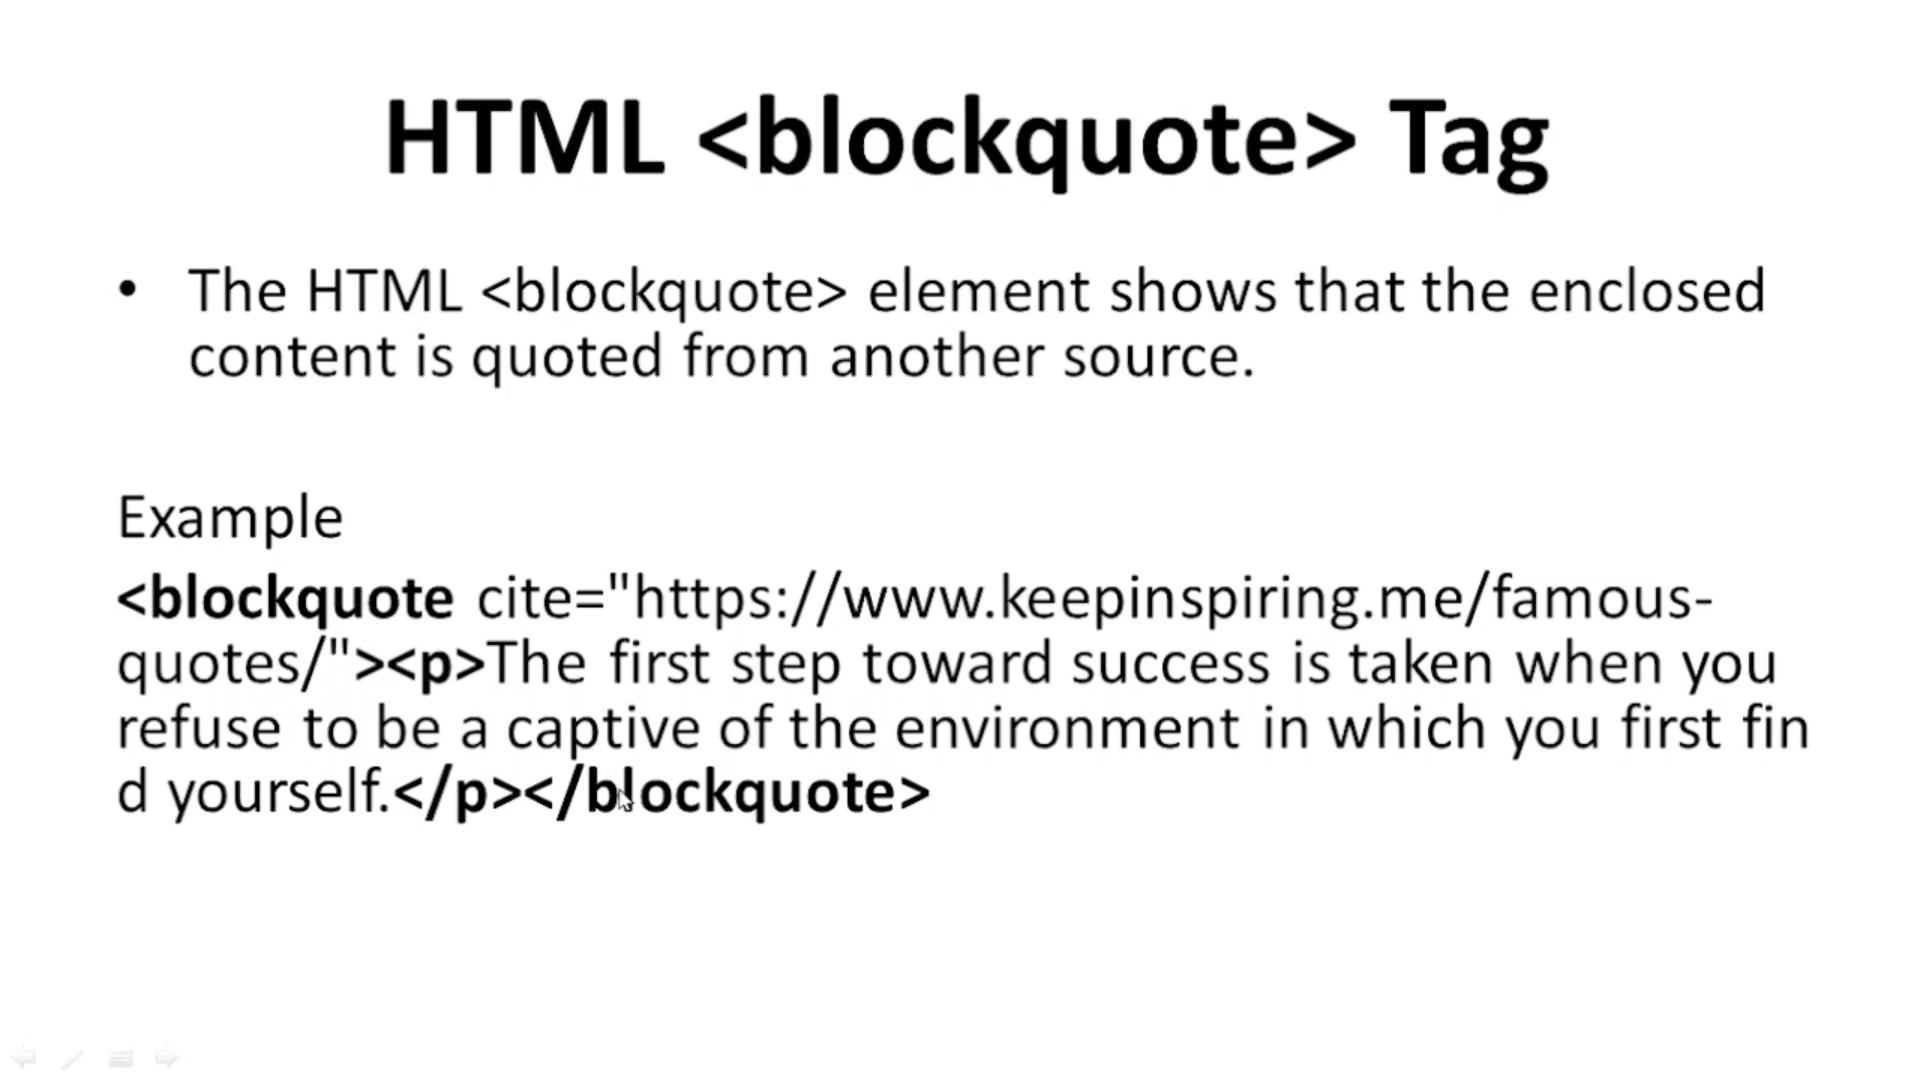 HTML <blockquote> Tag
• The HTML <blockquote> element shows that the enclosed
content is quoted from another source.
Example
<blockquote cite="https://www.keepinspiring.me/famous-
quotes/"><p>The first step toward success is taken when you
refuse to be a captive of the environment in which you first fin
d yourself.</p></blockquote>